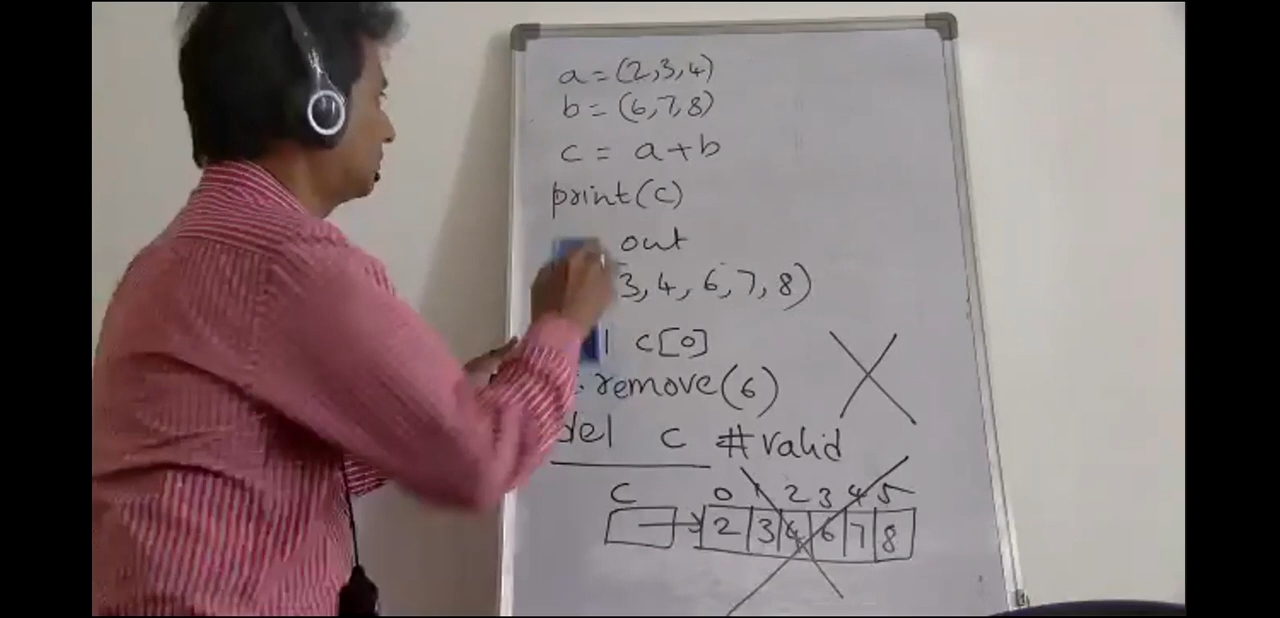 a = (2,3,4)
b = (6,7,8)
c = a+b
print(c)
out
3, 4, 6, 7, 8)
c[0]
remove(6)
del c #valid
c 0 1 2 3 4 5
2 3 4 6 7 8